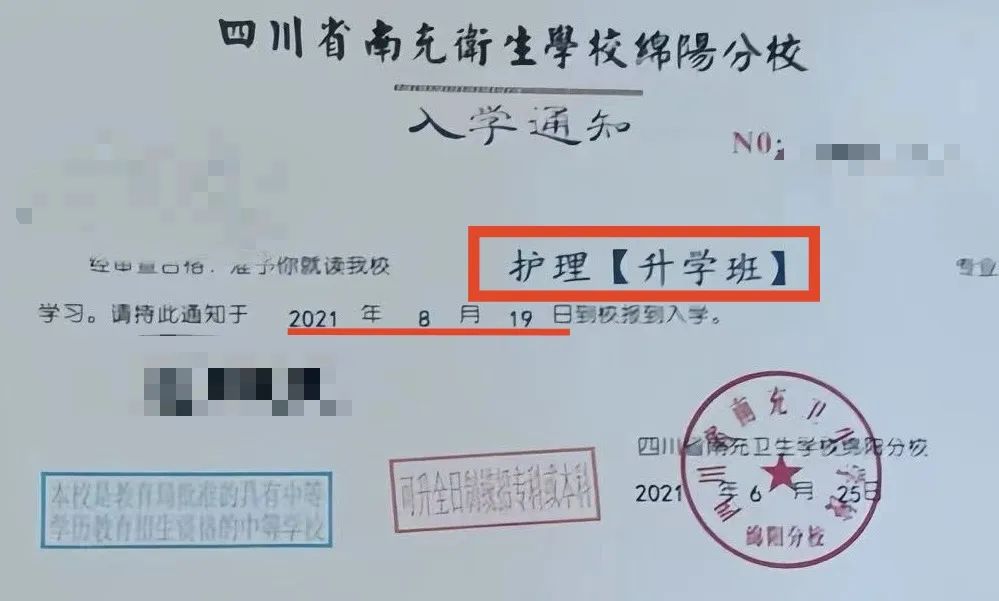 四川省南充衛生學校绵陽分校
入学通知
N0:
经审查合格，准予你就读我校 护理【升学班】 专业
学习。请持此通知于 2021 年 8 月 19 日到校报到入学。
四川省南充卫生学校绵阳分校
2021 年 6 月 25日
本校是教育局批准的具有中等
学历教育招生资格的中等学校
可升全日制统招专科或本科
绵阳分校